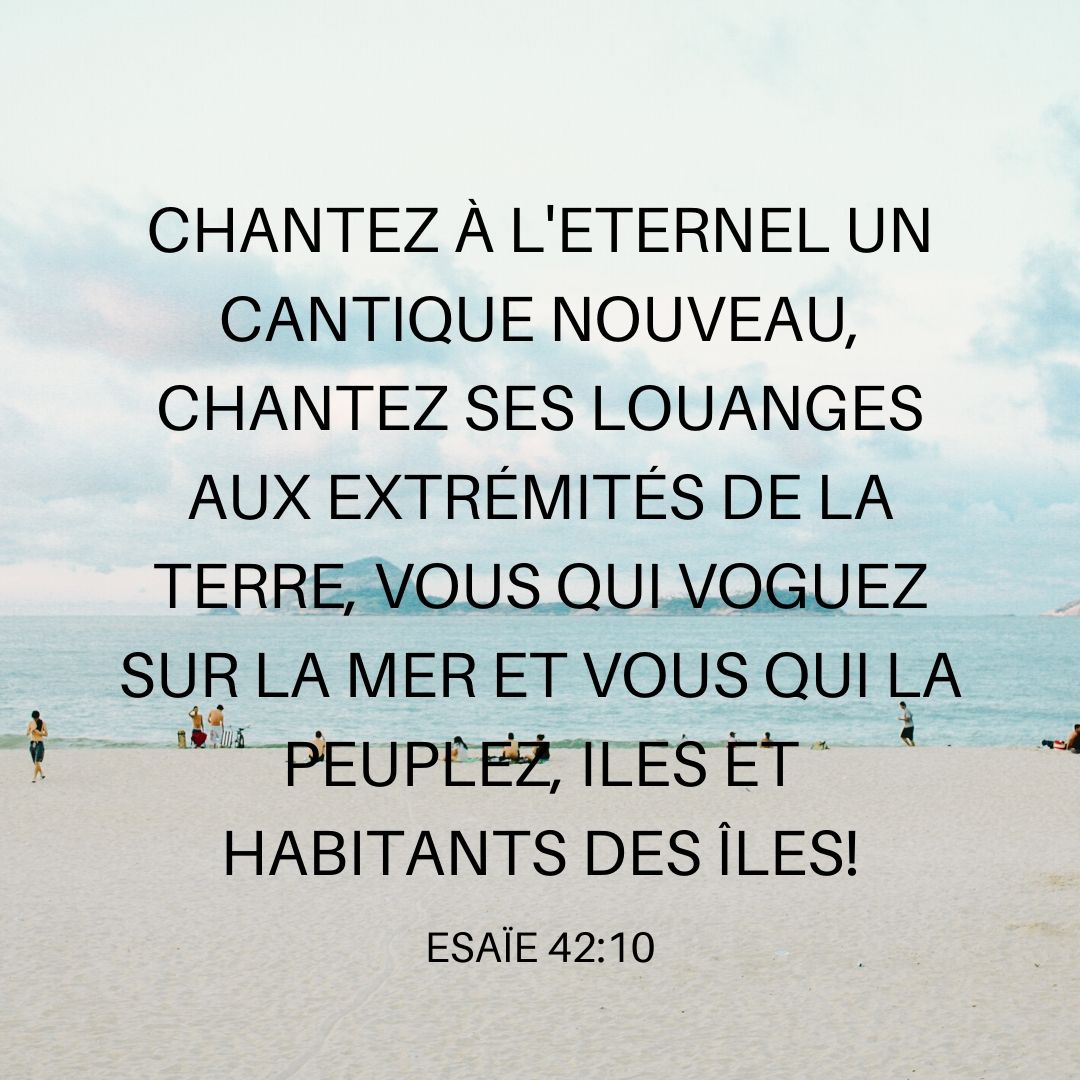 CHANTEZ À L'ETERNEL UN
CANTIQUE NOUVEAU,
CHANTEZ SES LOUANGES
AUX EXTRÉMITÉS DE LA
TERRE, VOUS QUI VOGUEZ
SUR LA MER ET VOUS QUI LA
PEUPLEZ, ILES ET
HABITANTS DES ÎLES!
ESAÏE 42:10